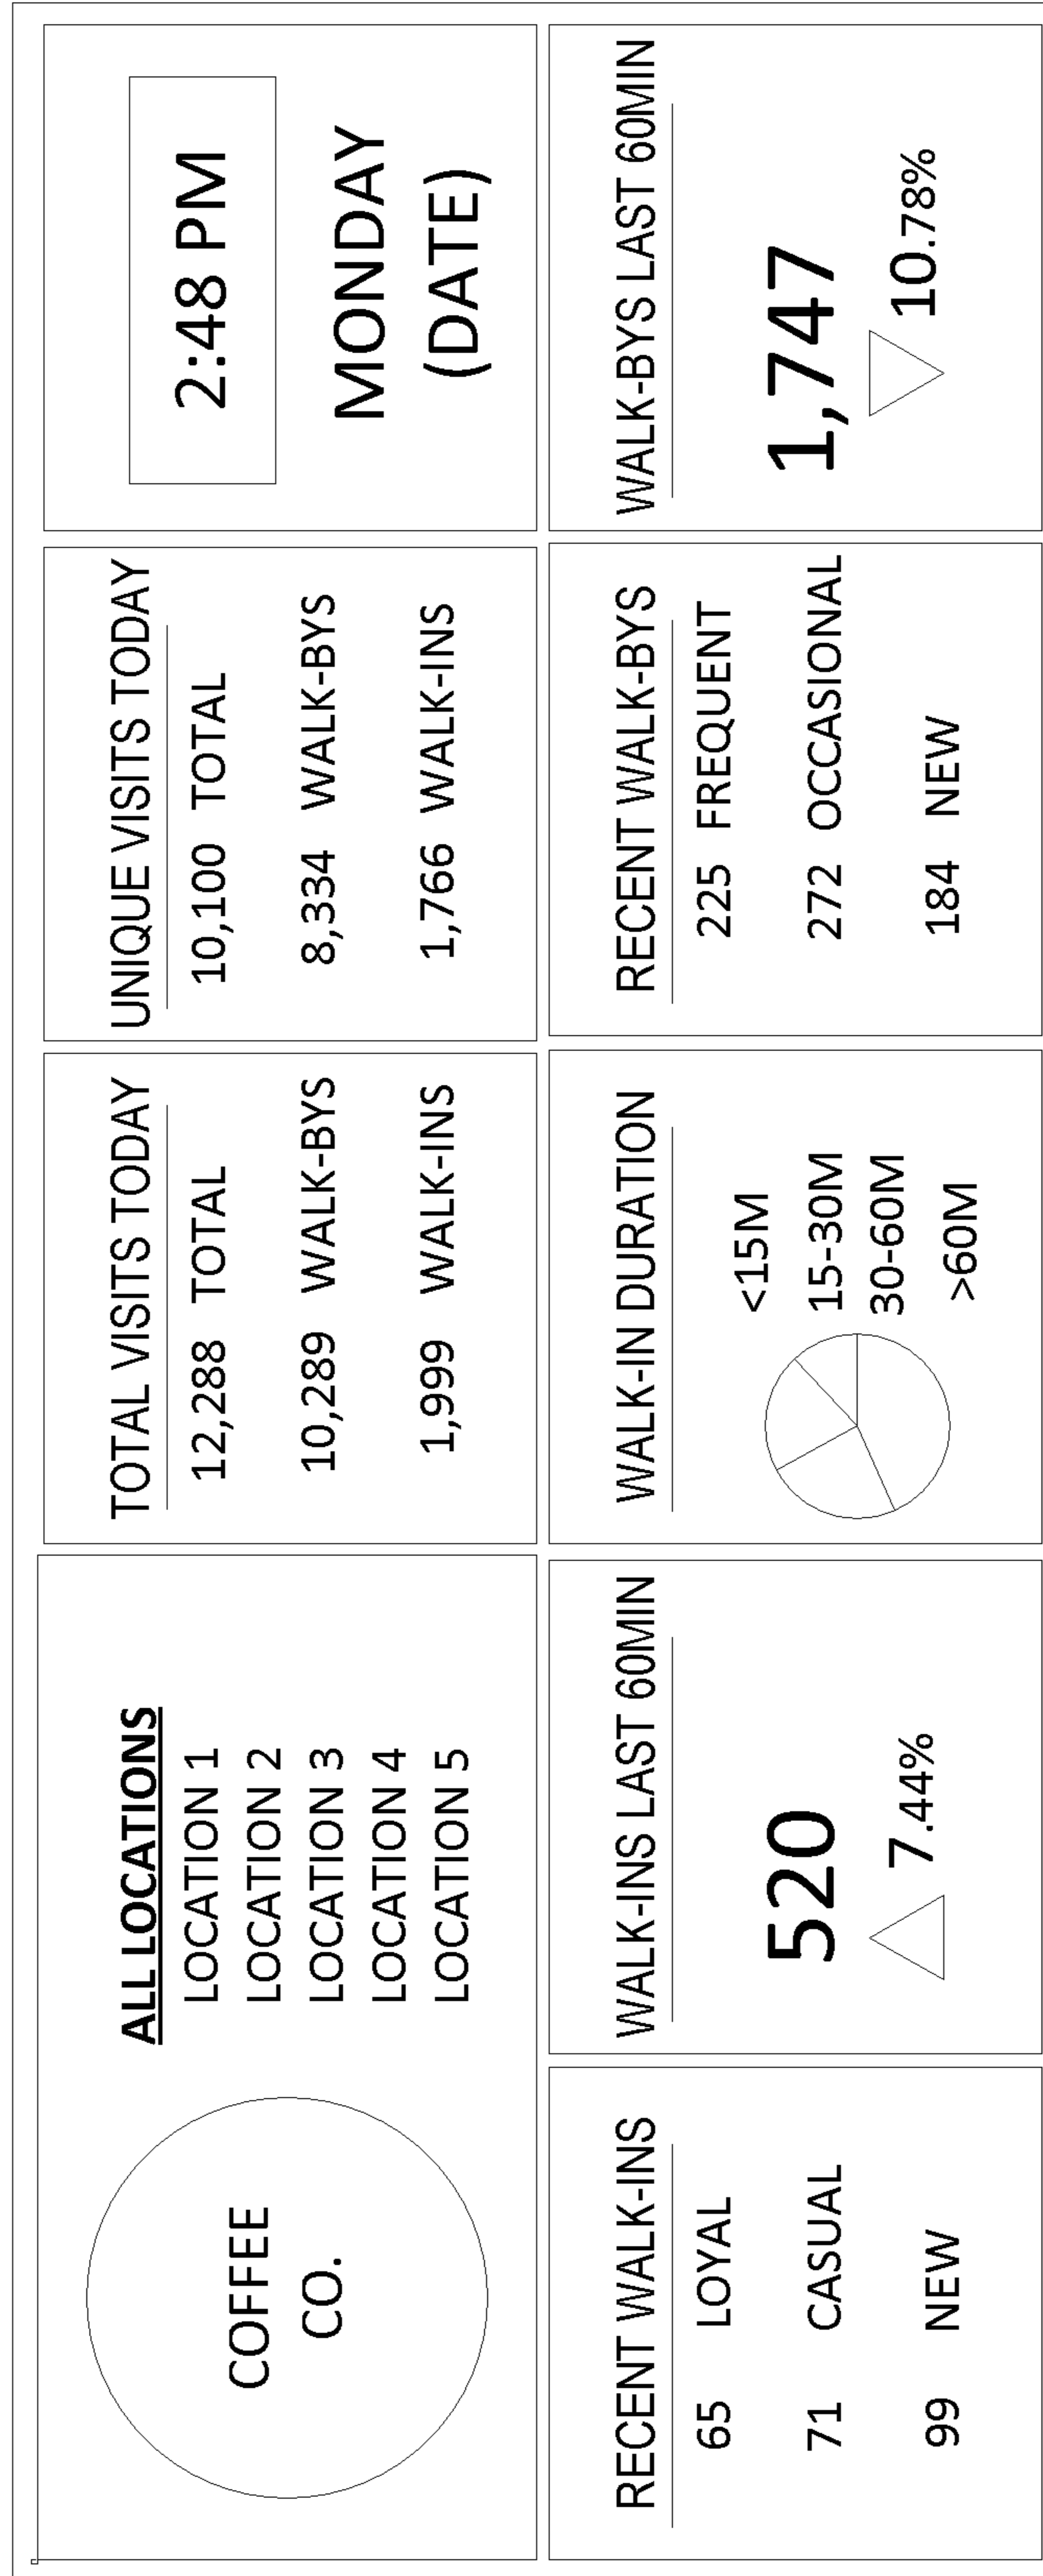 COFFEE
CO.
ALL LOCATIONS
LOCATION 1
LOCATION 2
LOCATION 3
LOCATION 4
LOCATION 5
TOTAL VISITS TODAY
12,288 TOTAL
10,289 WALK-BYS
1,999 WALK-INS
UNIQUE VISITS TODAY
10,100 TOTAL
8,334 WALK-BYS
1,766 WALK-INS
2:48 PM
MONDAY
(DATE)
RECENT WALK-INS
65 LOYAL
71 CASUAL
99 NEW
WALK-INS LAST 60MIN
520
7.44%
WALK-IN DURATION
<15M
15-30M
30-60M
>60M
RECENT WALK-BYS
225 FREQUENT
272 OCCASIONAL
184 NEW
WALK-BYS LAST 60MIN
1,747
10.78%